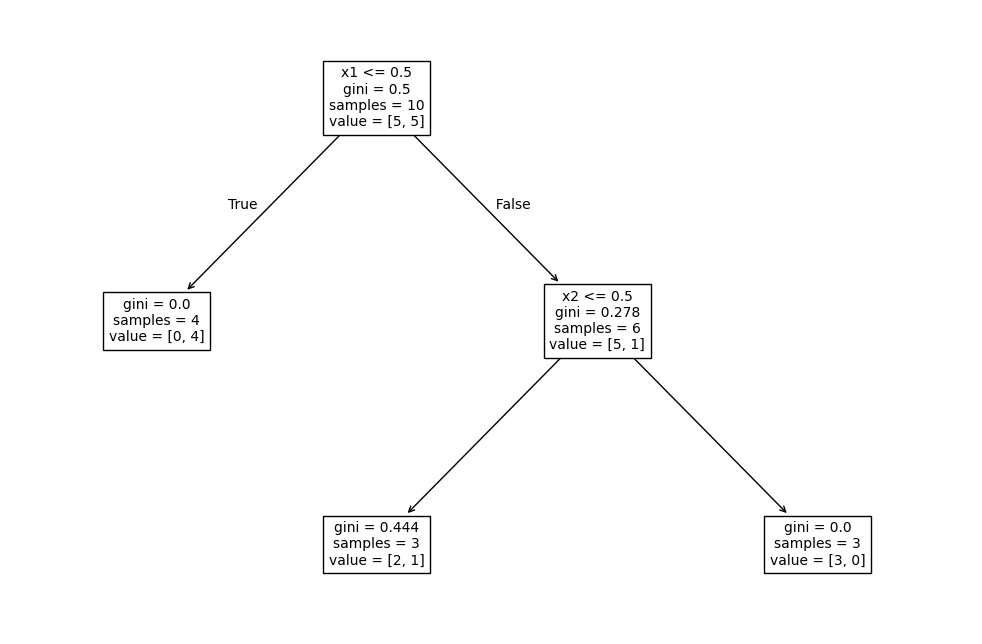 x1 <= 0.5
gini = 0.5
samples = 10
value = [5, 5]
True
False
gini = 0.0
samples = 4
value = [0, 4]
x2 <= 0.5
gini = 0.278
samples = 6
value = [5, 1]
gini = 0.444
samples = 3
value = [2, 1]
gini = 0.0
samples = 3
value = [3, 0]